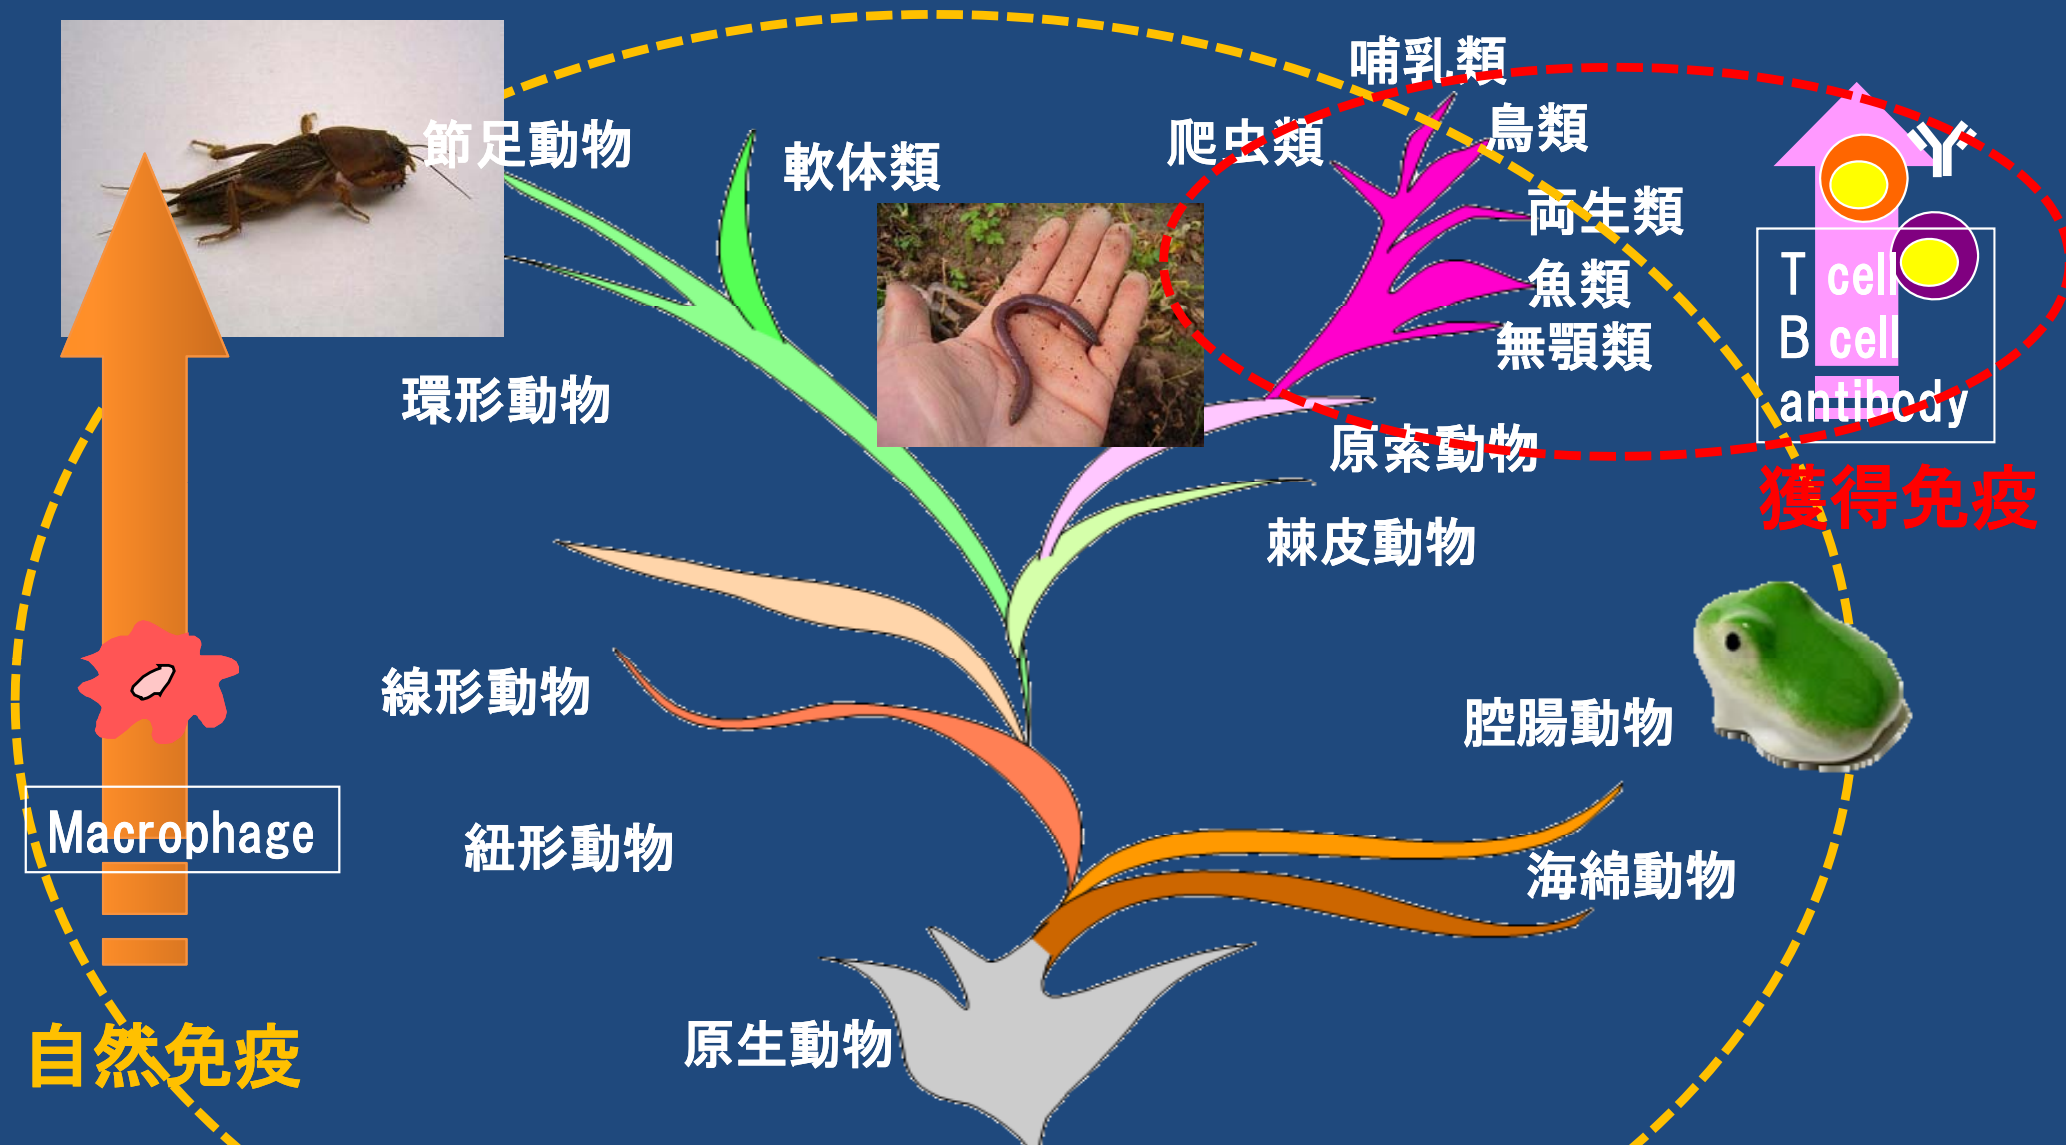 哺乳類
鳥類
節足動物
軟体類
爬虫類
両生類
魚類
無顎類
T cell
B cell
antibody
環形動物
原索動物
獲得免疫
棘皮動物
線形動物
腔腸動物
Macrophage
紐形動物
海綿動物
原生動物
自然免疫